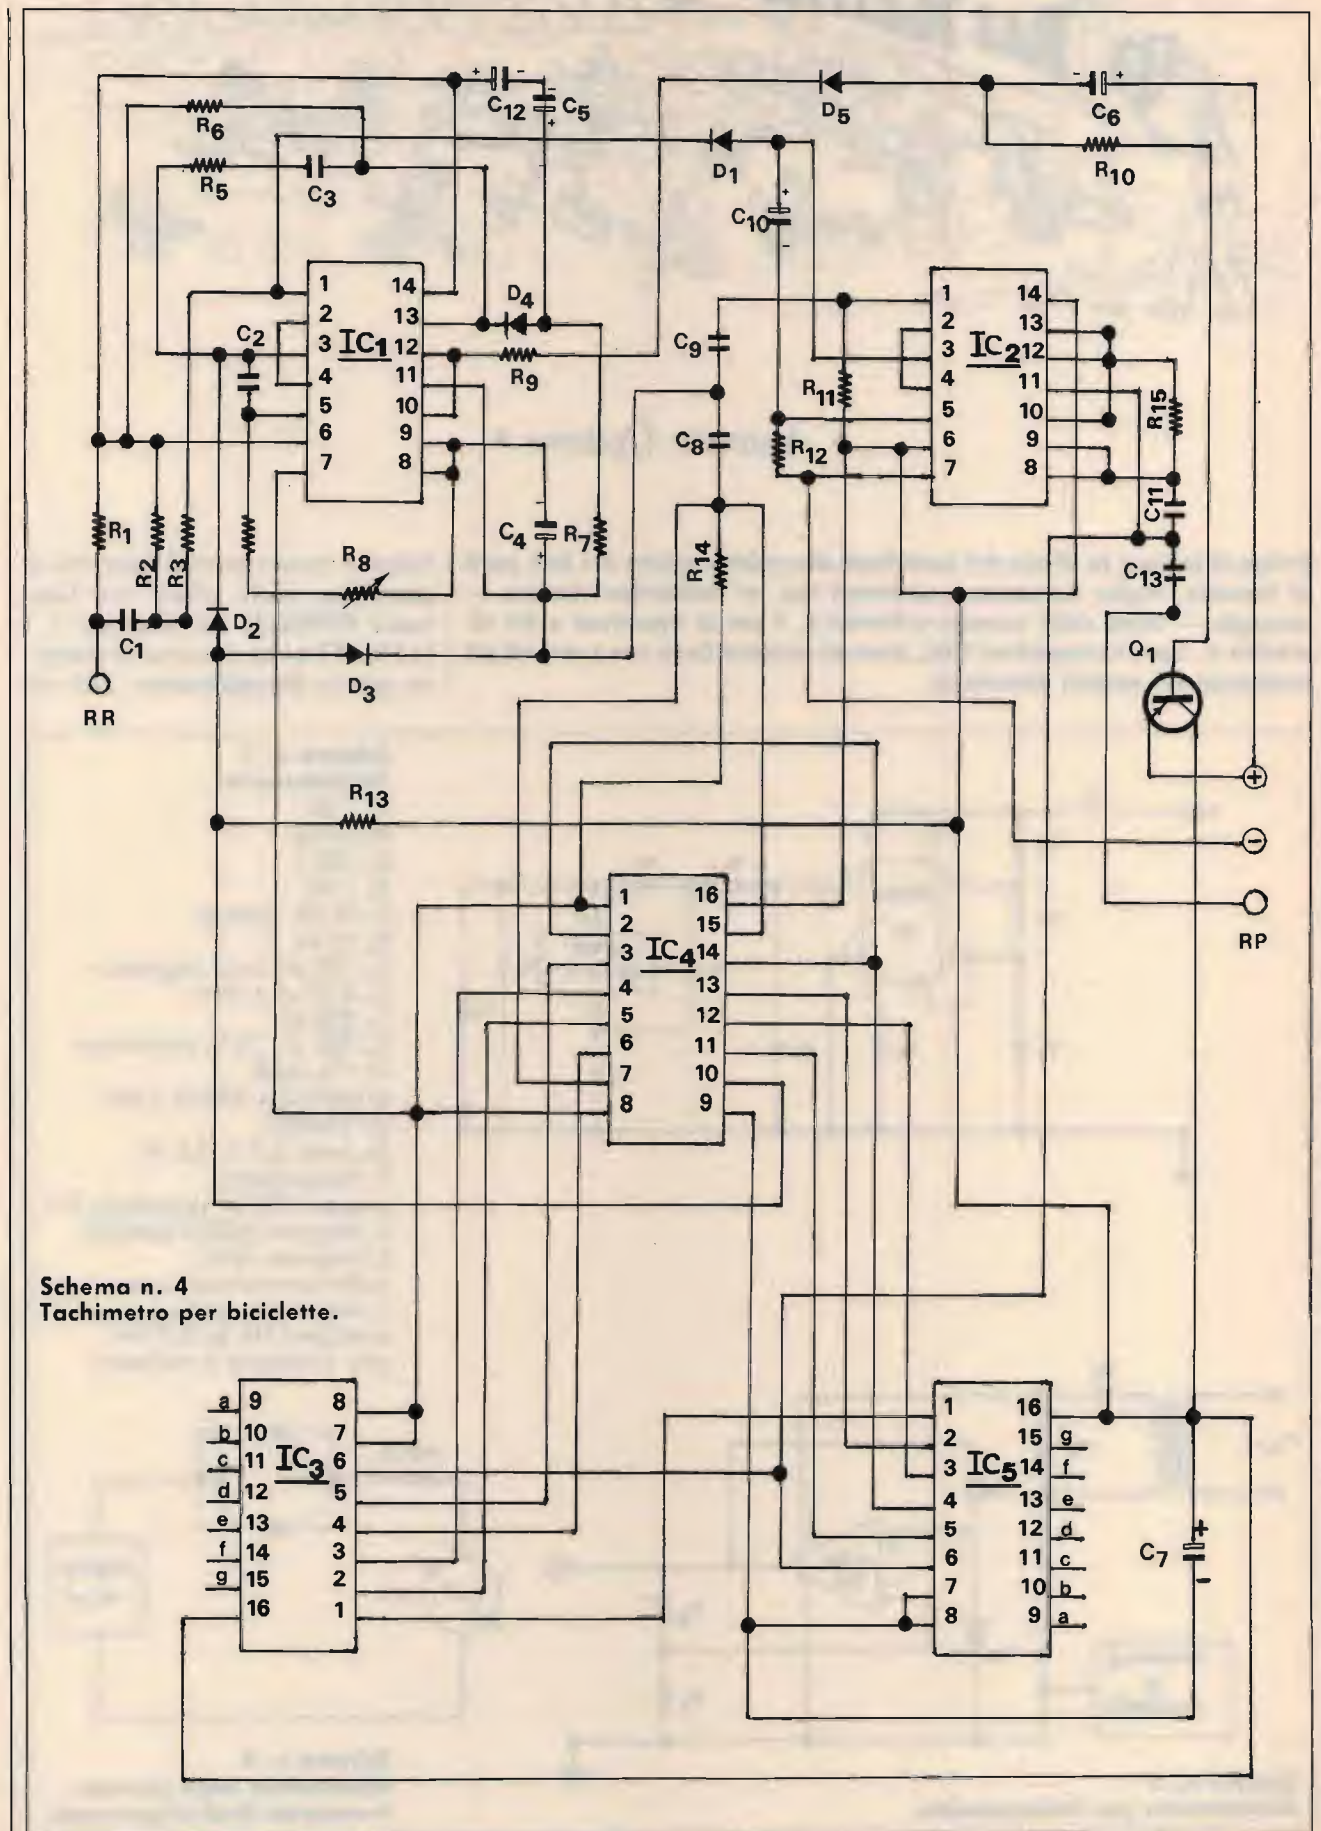 + - C12
- C5 +
D5
- + C6
R6
R10
D1
R5 C3
+ C10 -
1 14
2 13
3 IC1 12
4 11
5 10
6 9
7 8
C2
D4
R9
1 14
2 13
3 IC2 12
4 11
5 10
6 9
7 8
C9
R11
R15
C8
R12
R1
R2
R3
R8
- C4 +
R7
R14
C11
C13
C1
D2
D3
Q1
RR
+
-
RP
R13
1 16
2 15
3 IC4 14
4 13
5 12
6 11
7 10
8 9
Schema n. 4
Tachimetro per biciclette.
a 9 8
b 10 7
c 11 IC3 6
d 12 5
e 13 4
f 14 3
g 15 2
16 1
1 16
2 15 g
3 IC5 14 f
4 13 e
5 12 d
6 11 c
7 10 b
8 9 a
C7 + -